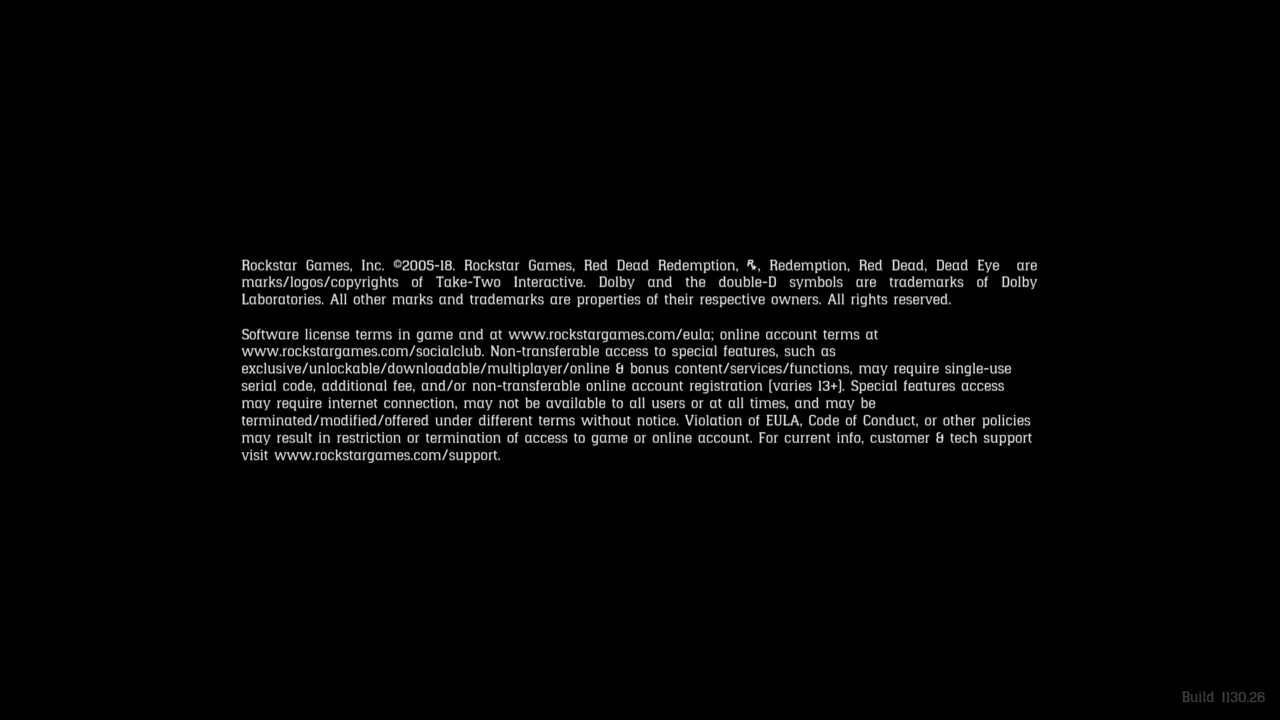 Rockstar Games, Inc. ©2005-18. Rockstar Games, Red Dead Redemption, , Redemption, Red Dead, Dead Eye are
marks/logos/copyrights of Take-Two Interactive. Dolby and the double-D symbols are trademarks of Dolby
Laboratories. All other marks and trademarks are properties of their respective owners. All rights reserved.
Software license terms in game and at www.rockstargames.com/eula; online account terms at
www.rockstargames.com/socialclub. Non-transferable access to special features, such as
exclusive/unlockable/downloadable/multiplayer/online & bonus content/services/functions, may require single-use
serial code, additional fee, and/or non-transferable online account registration (varies 13+). Special features access
may require internet connection, may not be available to all users or at all times, and may be
terminated/modified/offered under different terms without notice. Violation of EULA, Code of Conduct, or other policies
may result in restriction or termination of access to game or online account. For current info, customer & tech support
visit www.rockstargames.com/support.
Build 1130.26